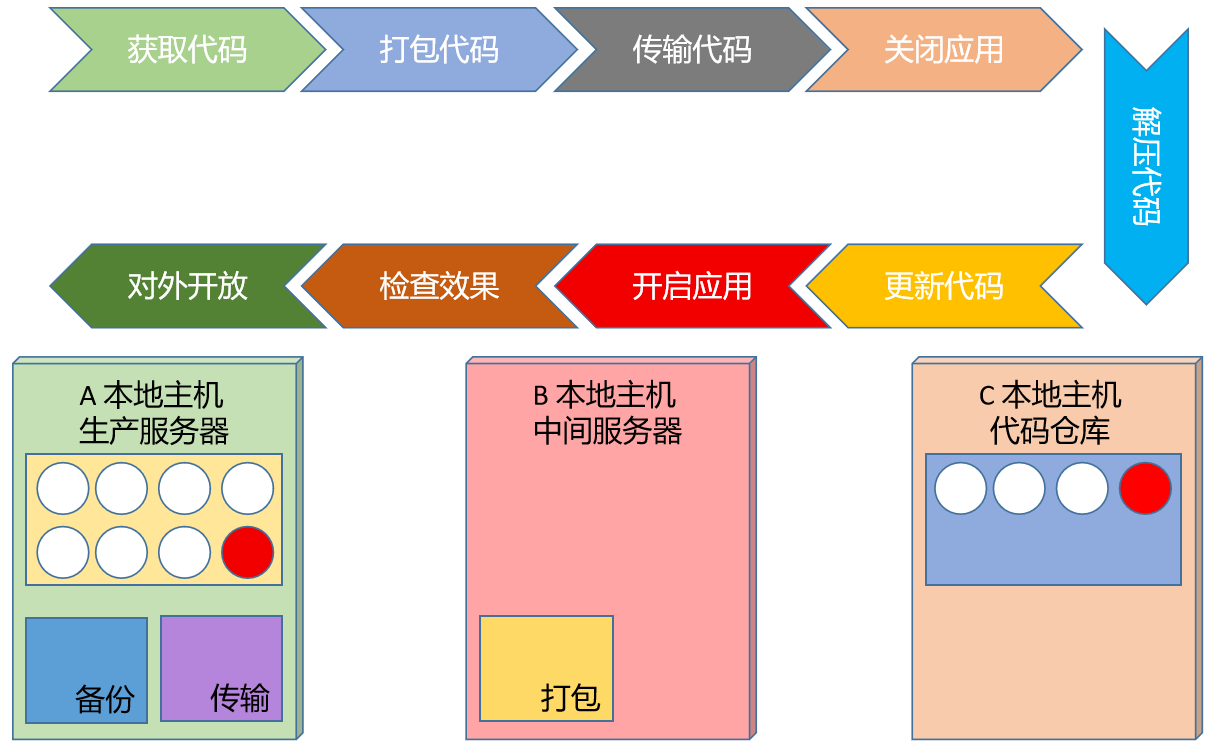 获取代码
打包代码
传输代码
关闭应用
解压代码
对外开放
检查效果
开启应用
更新代码
A 本地主机
生产服务器
B 本地主机
中间服务器
C 本地主机
代码仓库
备份
传输
打包